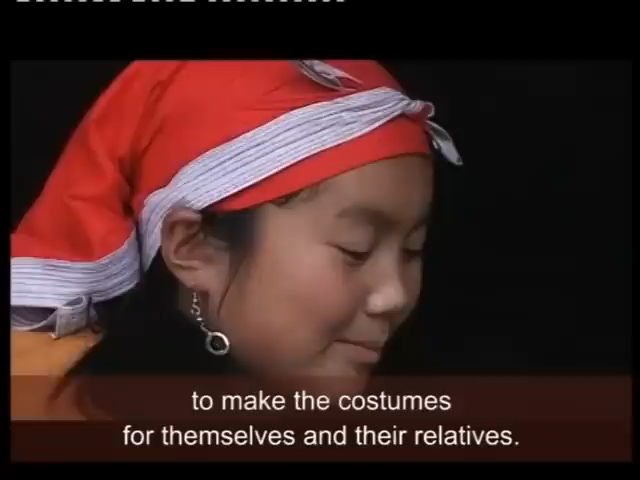 to make the costumes
for themselves and their relatives.